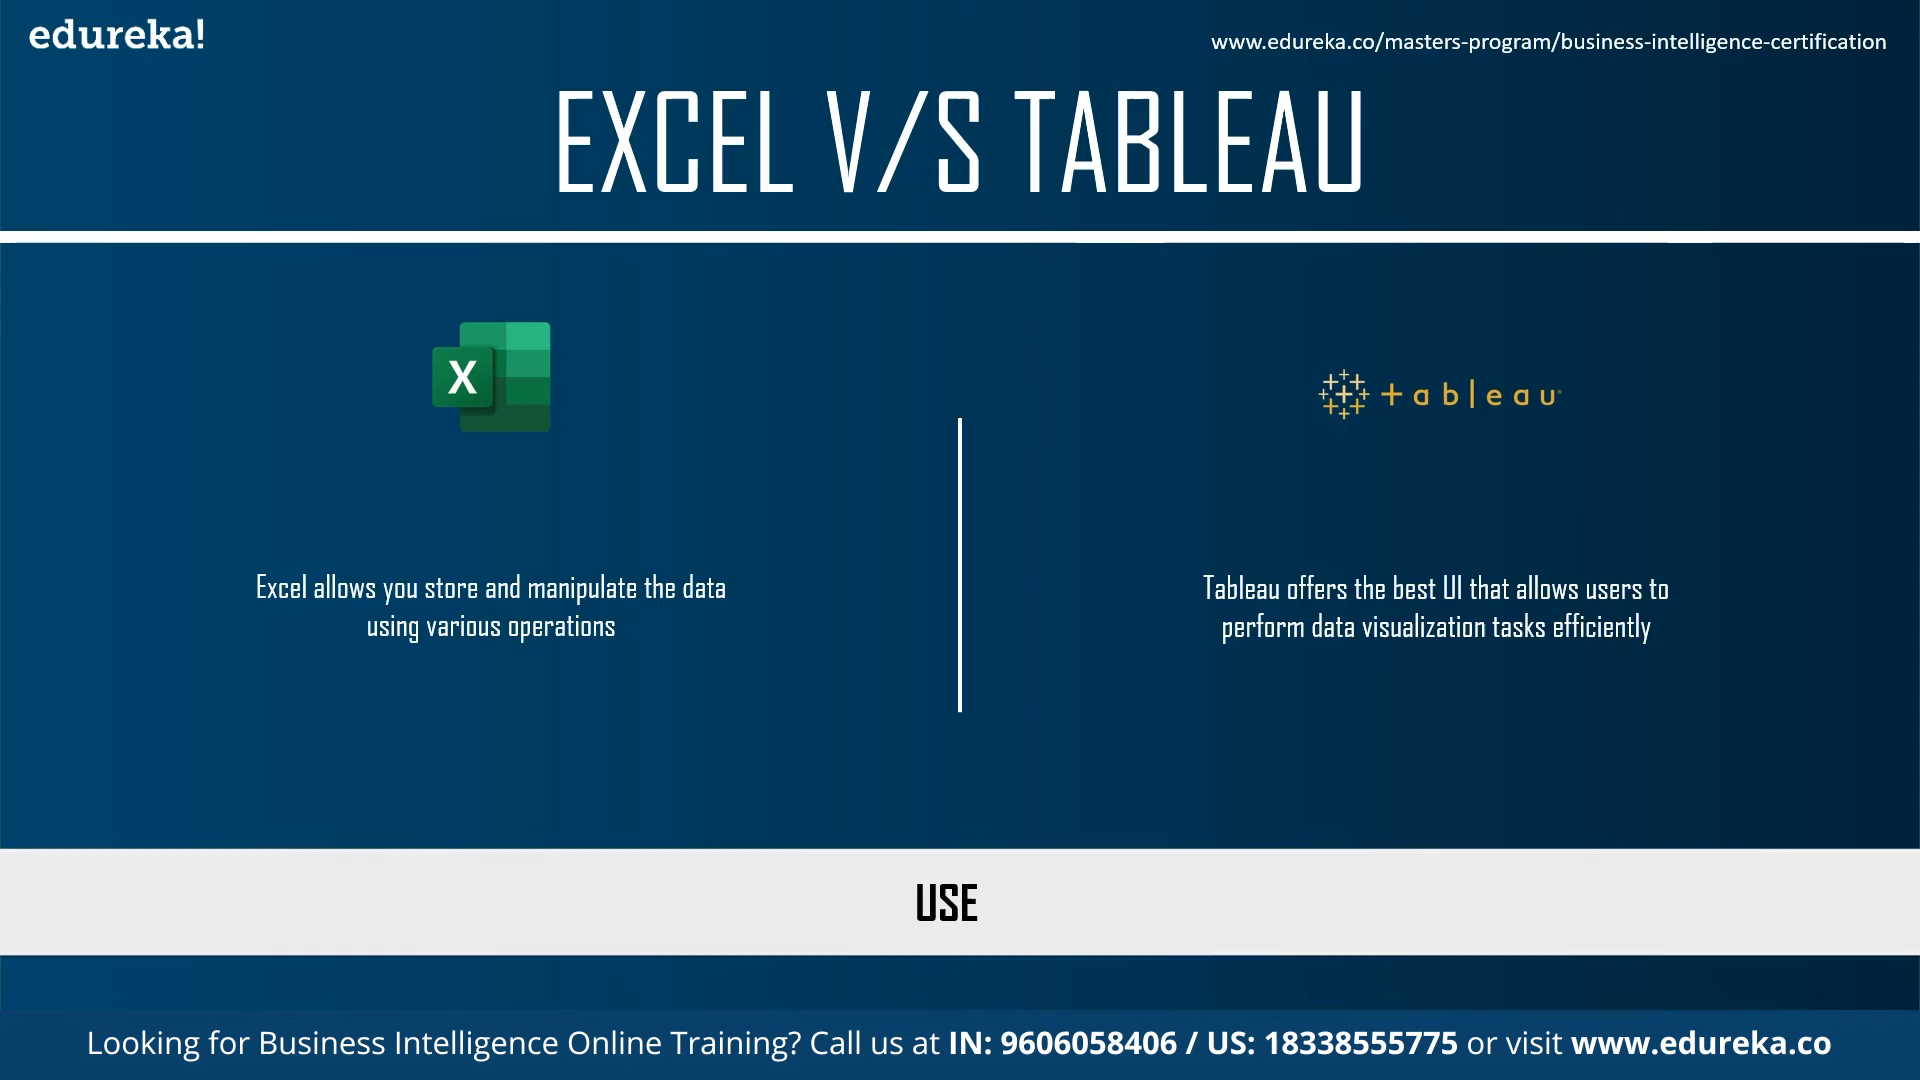 edureka!
www.edureka.co/masters-program/business-intelligence-certification
EXCEL V/S TABLEAU
X
+ableau
Excel allows you store and manipulate the data
using various operations
Tableau offers the best UI that allows users to
perform data visualization tasks efficiently
USE
Looking for Business Intelligence Online Training? Call us at IN: 9606058406 / US: 18338555775 or visit www.edureka.co